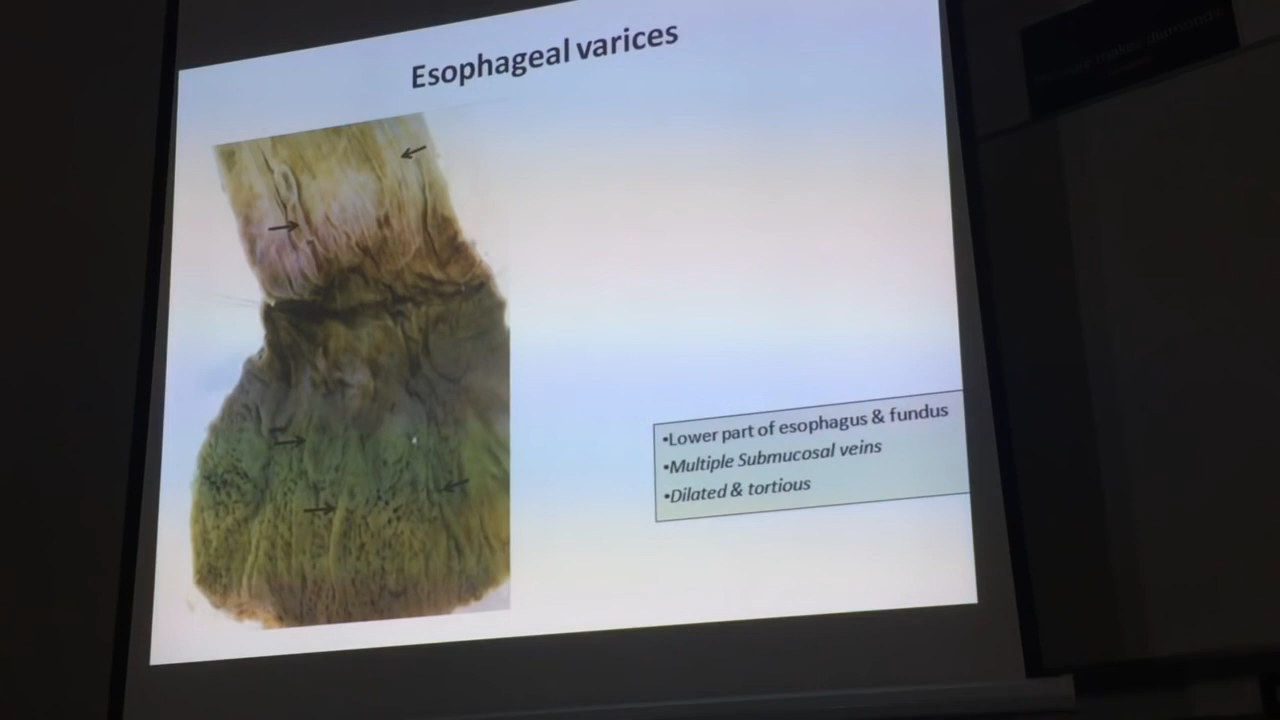 Esophageal varices
•Lower part of esophagus & fundus
•Multiple Submucosal veins
•Dilated & tortious